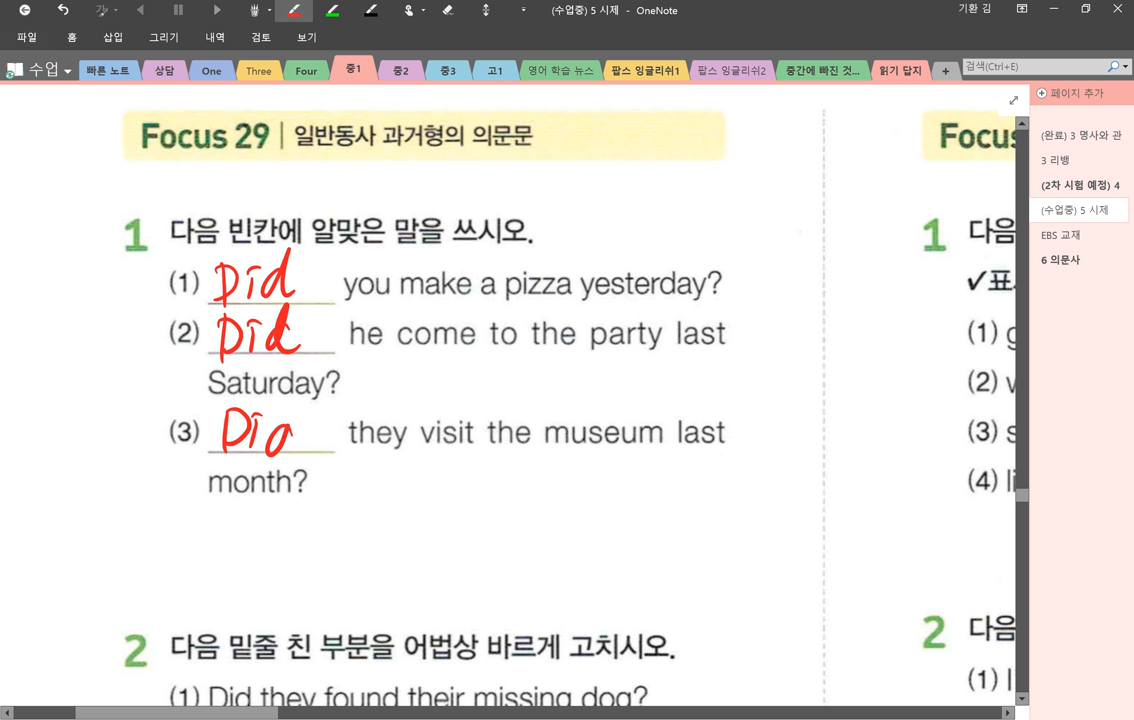 (수업중) 5 시제 - OneNote
기환 김
파일 홈 삽입 그리기 내역 검토 보기
수업 빠른 노트 상담 One Three Four 중1 중2 중3 고1 영어 학습 뉴스 팝스 잉글리쉬1 팝스 잉글리쉬2 중간에 빠진 것... 읽기 답지 + 검색(Ctrl+E)
페이지 추가
(완료) 3 명사와 관
3 리뱅
(2차 시험 예정) 4
(수업중) 5 시제
EBS 교재
6 의문사
Focus 29 | 일반동사 과거형의 의문문
1 다음 빈칸에 알맞은 말을 쓰시오.
(1) Did you make a pizza yesterday?
(2) Did he come to the party last
Saturday?
(3) Dio they visit the museum last
month?
2 다음 밑줄 친 부분을 어법상 바르게 고치시오.
(1) Did they found their missing dog?
Focus
1 다음
✓표
(1) g
(2) v
(3) s
(4) li
2 다음
(1) l